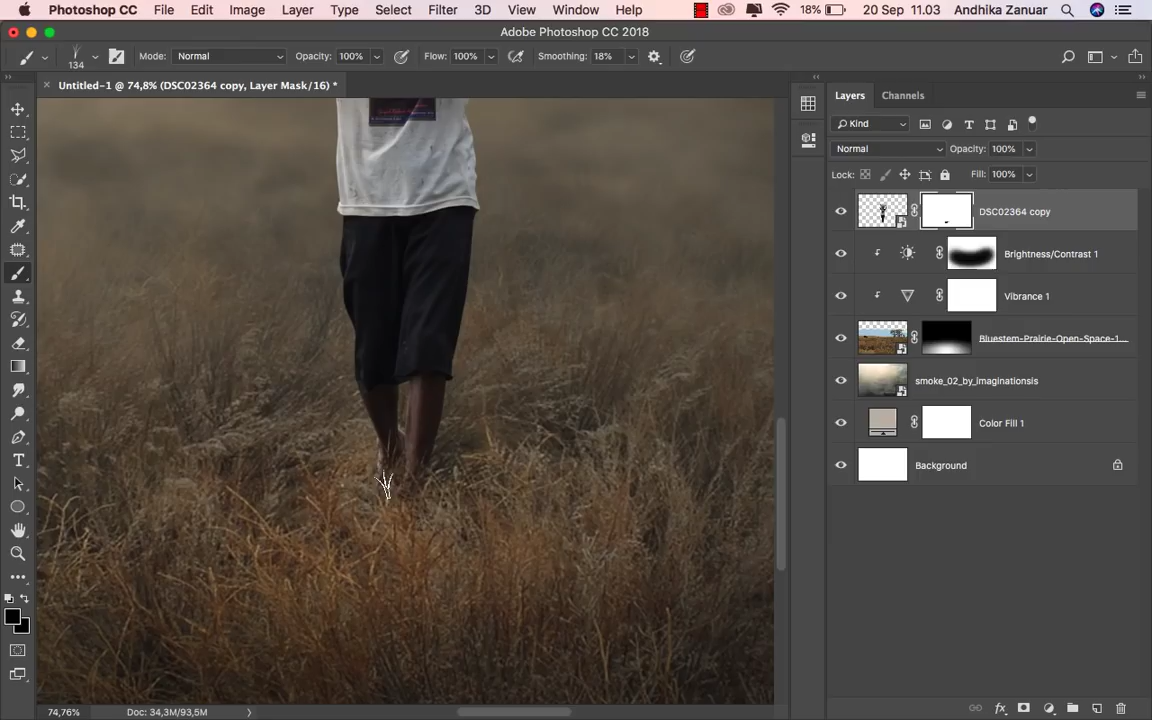 Photoshop CC File Edit Image Layer Type Select Filter 3D View Window Help 18% 20 Sep 11.03 Andhika Zanuar
Adobe Photoshop CC 2018
134 Mode: Normal Opacity: 100% Flow: 100% Smoothing: 18%
× Untitled-1 @ 74,8% (DSC02364 copy, Layer Mask/16) *
Layers Channels
Kind
Normal Opacity: 100%
Lock: Fill: 100%
DSC02364 copy
Brightness/Contrast 1
Vibrance 1
Bluestem-Prairie-Open-Space-1...
smoke_02_by_imaginationsis
Color Fill 1
Background
74,76% Doc: 34,3M/93,5M